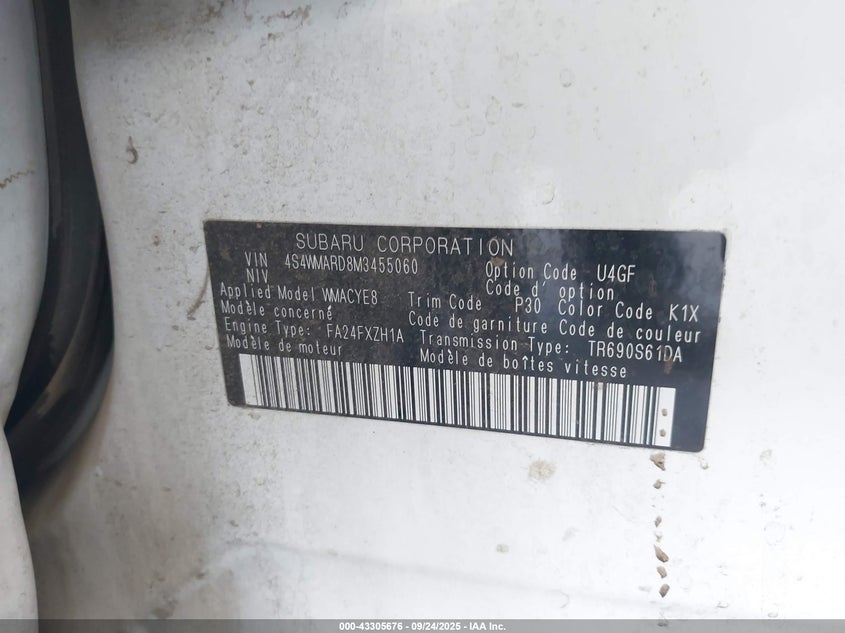 SUBARU CORPORATION
VIN 4S4WMARD8M3455060 Option Code U4GF
NIV Code d' option
Applied Model WMACYE8 Trim Code P30 Color Code K1X
Modèle concerné Code de garniture Code de couleur
Engine Type: FA24FXZH1A Transmission Type: TR690S61DA
Modèle de moteur Modèle de boîtes vitesse
000-43305676 - 09/24/2025 - IAA Inc.